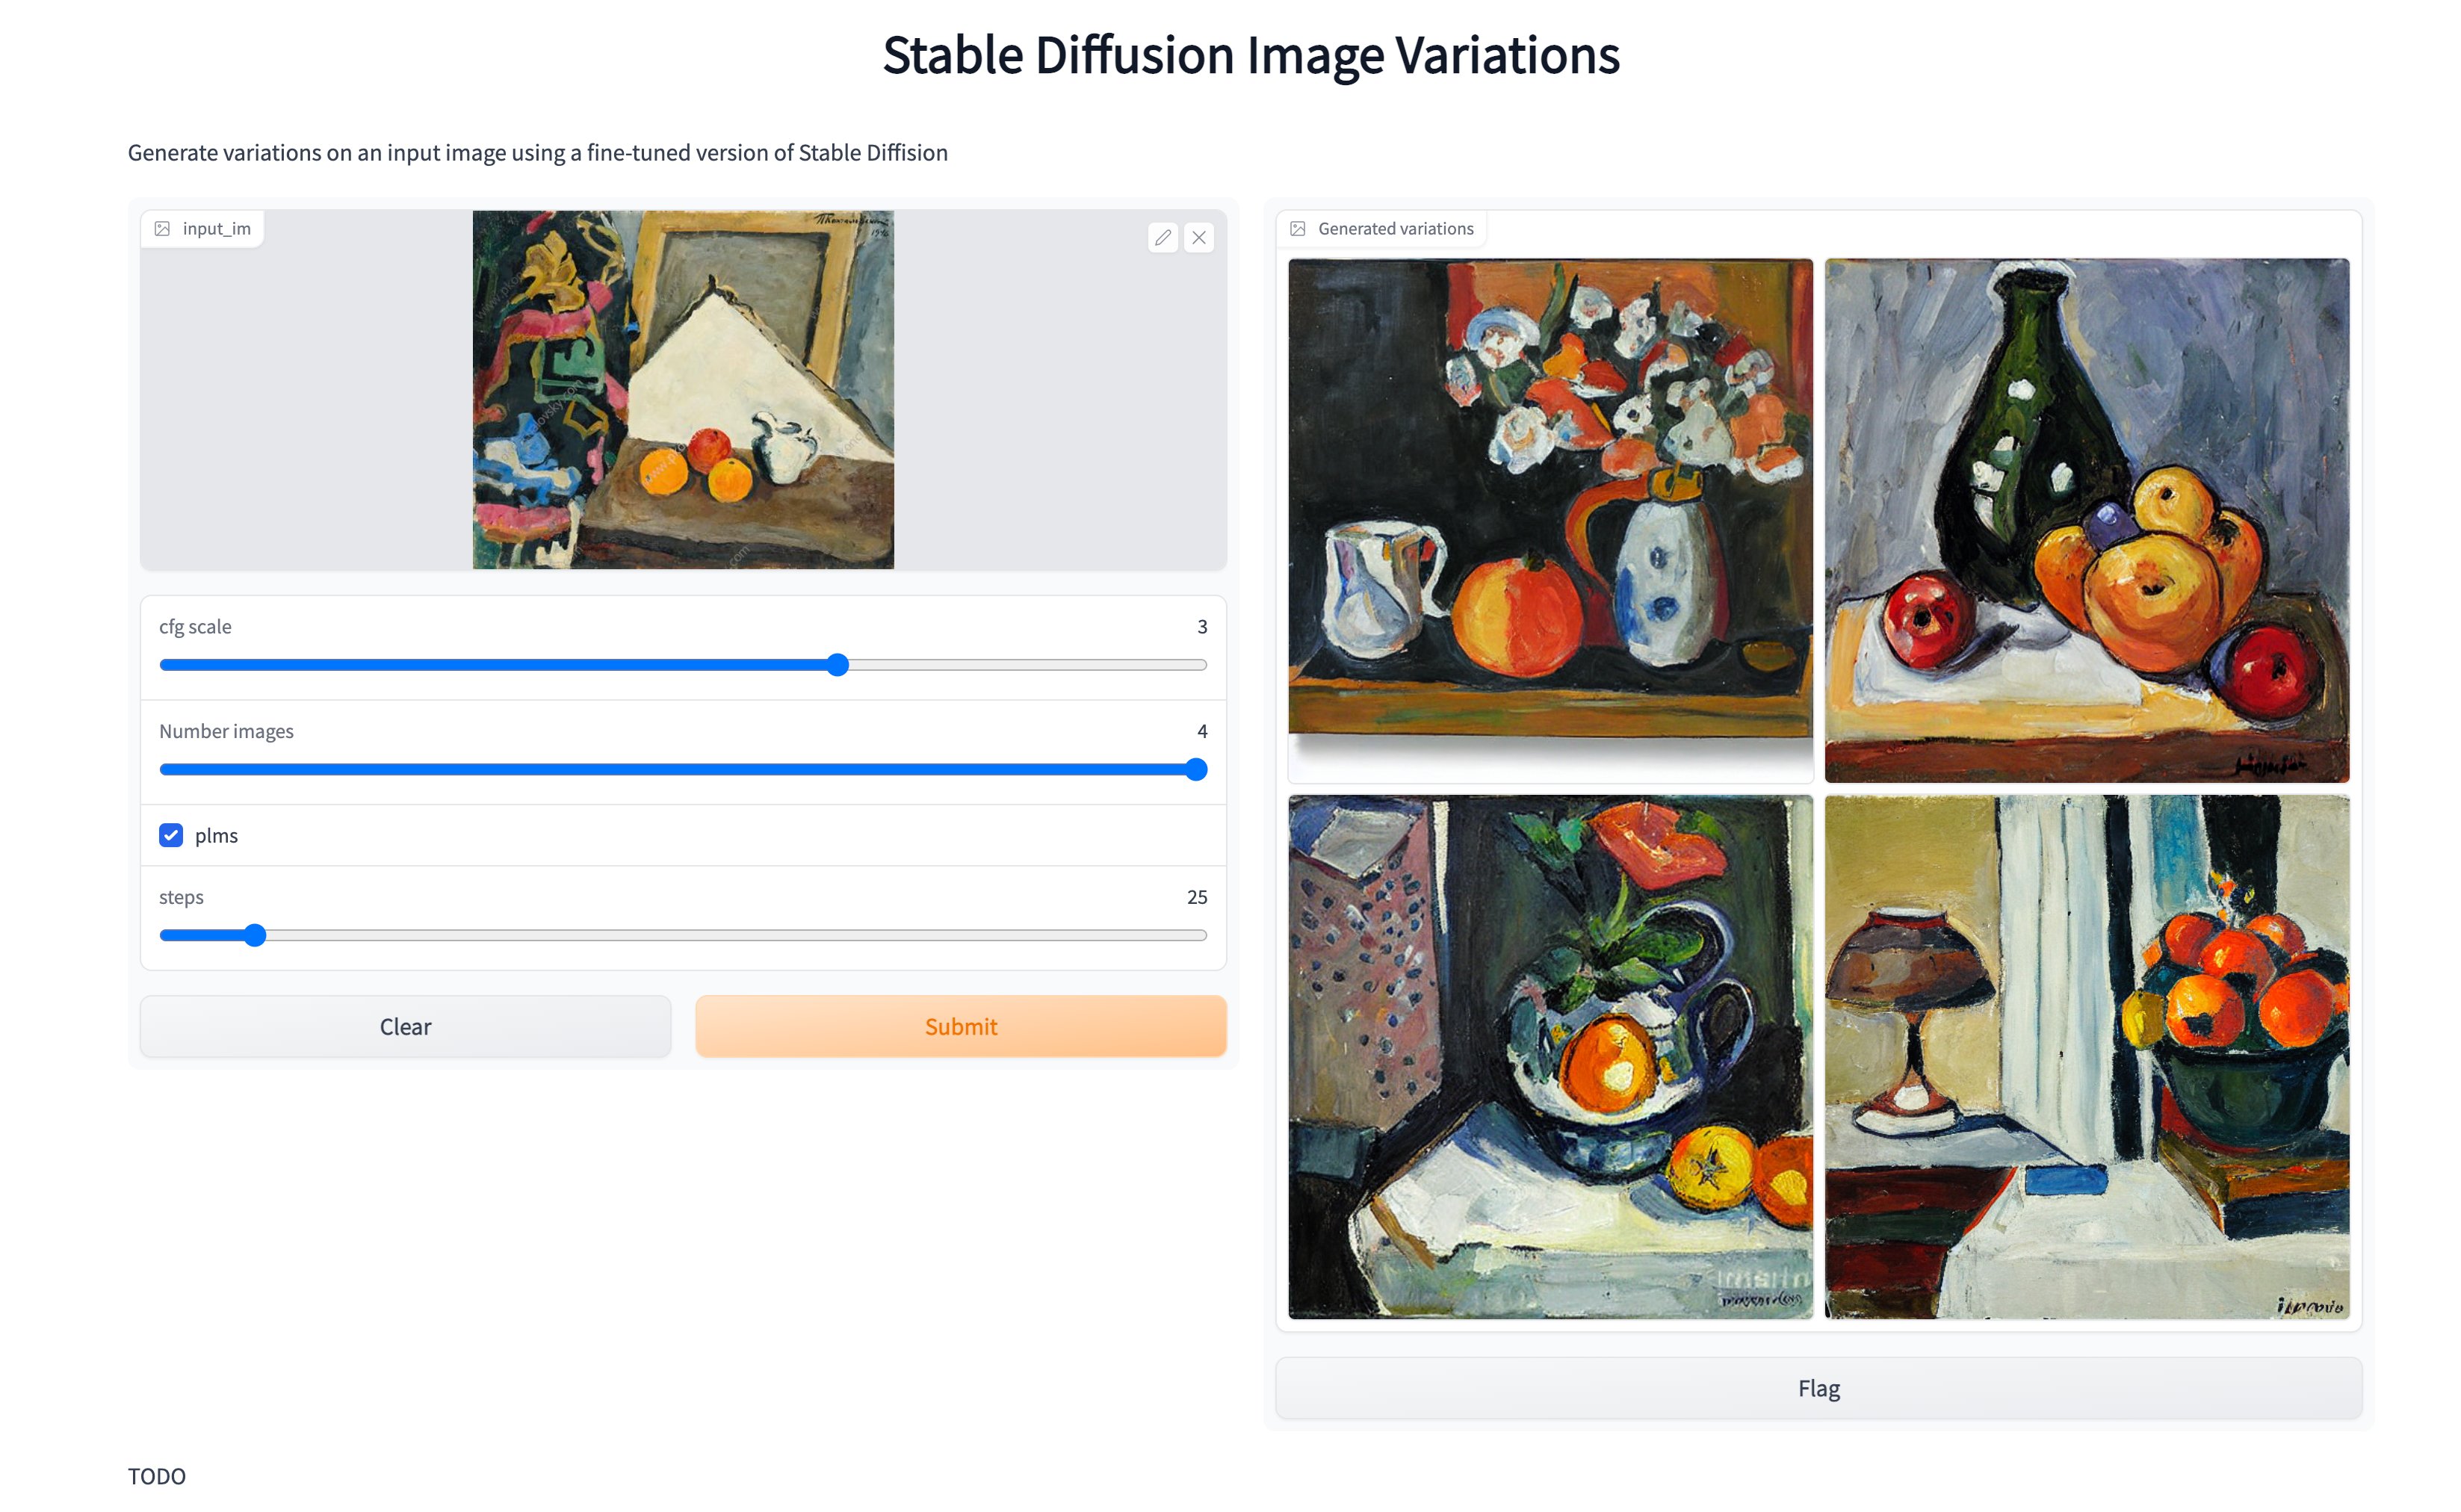 Stable Diffusion Image Variations
Generate variations on an input image using a fine-tuned version of Stable Diffision
input_im
1946
cfg scale
3
Number images
4
plms
steps
25
Clear
Submit
Generated variations
Flag
TODO